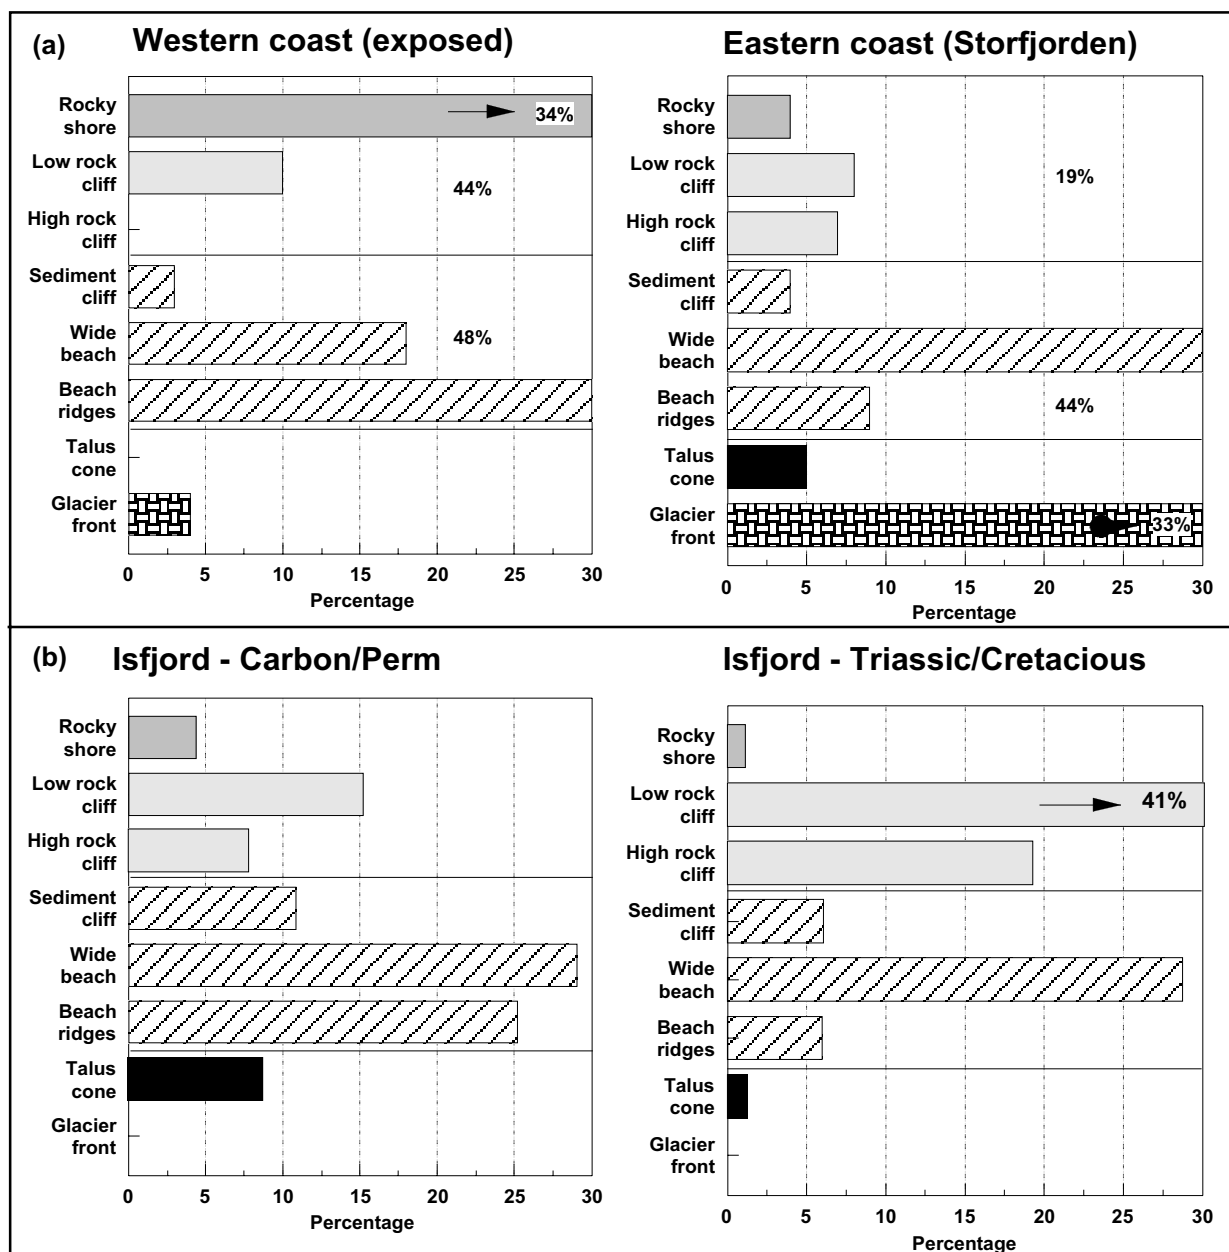 (a)
Western coast (exposed)
Rocky
shore
34%
Low rock
cliff
44%
High rock
cliff
Sediment
cliff
Wide
beach
48%
Beach
ridges
Talus
cone
Glacier
front
0 5 10 15 20 25 30
Percentage
Eastern coast (Storfjorden)
Rocky
shore
Low rock
cliff
19%
High rock
cliff
Sediment
cliff
Wide
beach
Beach
ridges
44%
Talus
cone
Glacier
front
33%
0 5 10 15 20 25 30
Percentage
(b)
Isfjord - Carbon/Perm
Rocky
shore
Low rock
cliff
High rock
cliff
Sediment
cliff
Wide
beach
Beach
ridges
Talus
cone
Glacier
front
0 5 10 15 20 25 30
Percentage
Isfjord - Triassic/Cretacious
Rocky
shore
Low rock
cliff
41%
High rock
cliff
Sediment
cliff
Wide
beach
Beach
ridges
Talus
cone
Glacier
front
0 5 10 15 20 25 30
Percentage